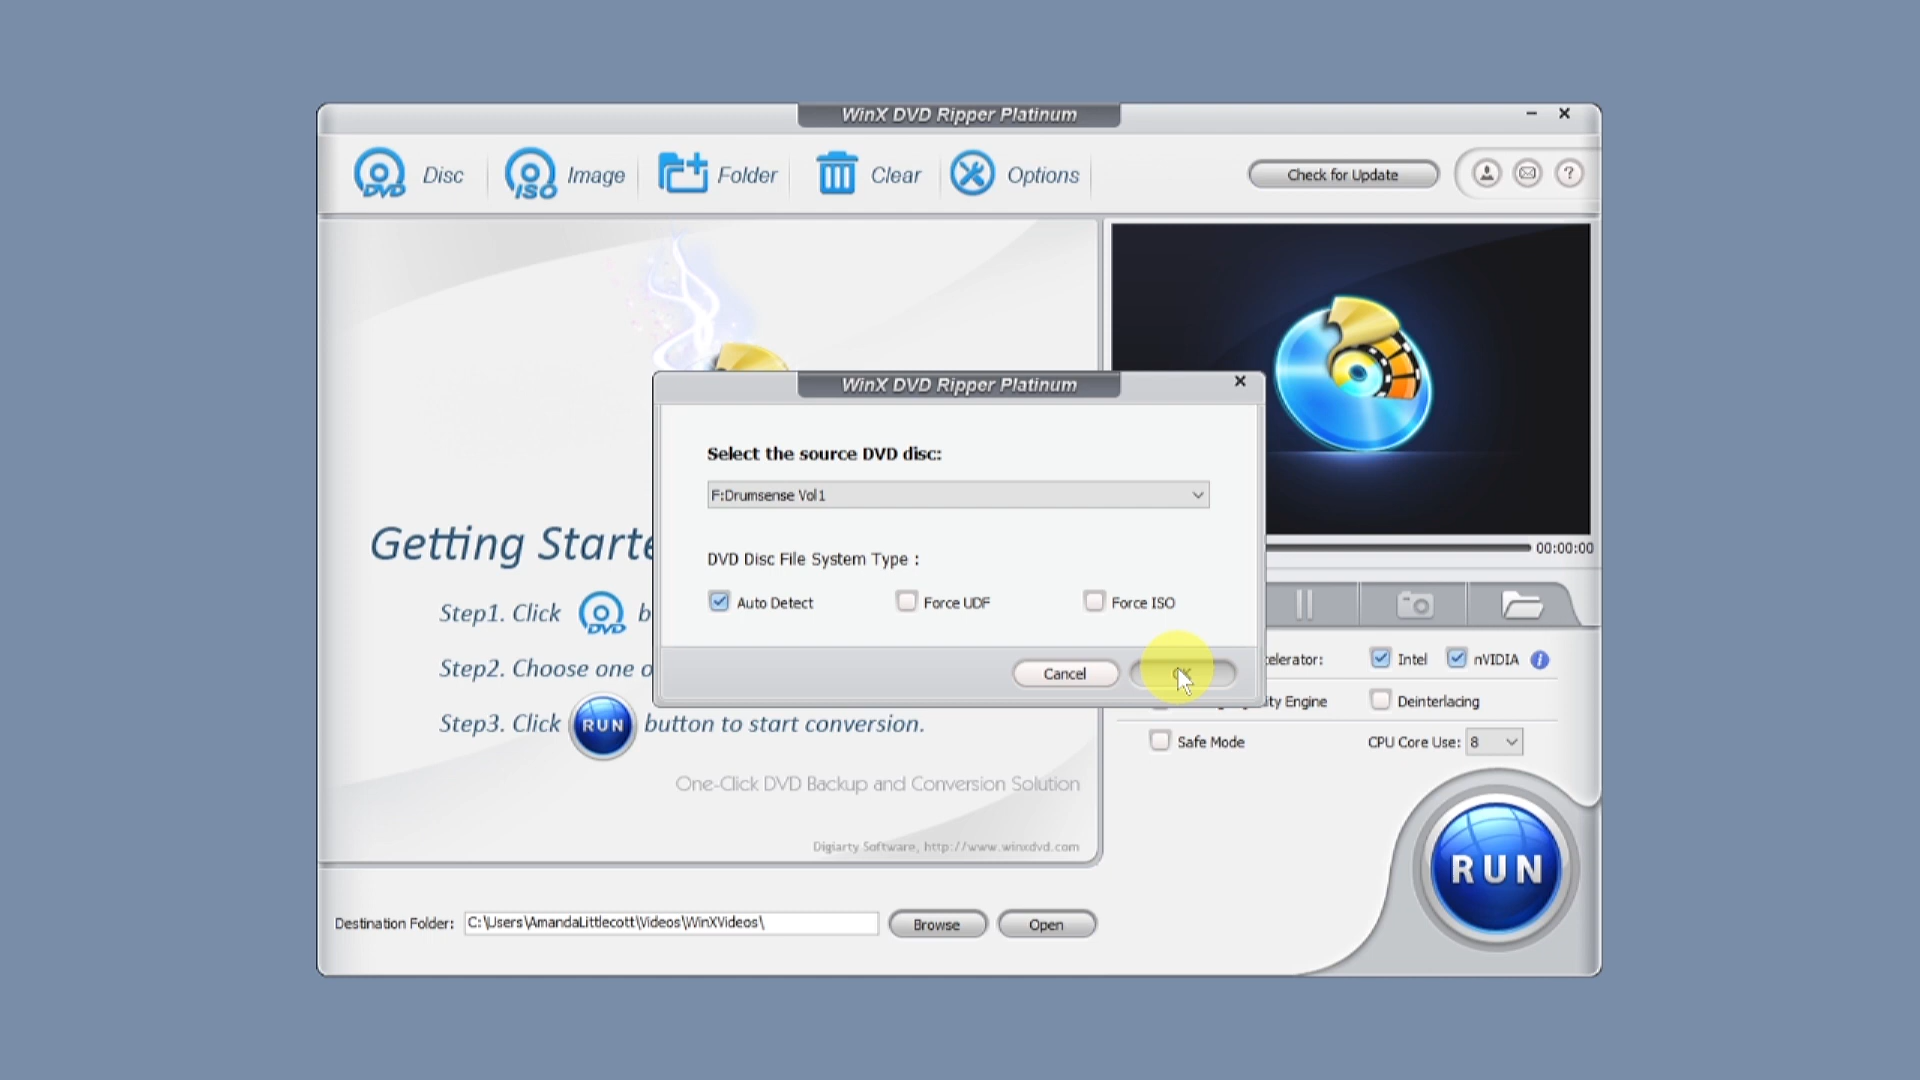 WinX DVD Ripper Platinum
Disc
Image
Folder
Clear
Options
Check for Update
DVD
ISO
?
WinX DVD Ripper Platinum
Select the source DVD disc:
F:Drumsense Vol1
DVD Disc File System Type :
Auto Detect
Force UDF
Force ISO
Cancel
Getting Starte
Step1. Click DVD b
Step2. Choose one o
Step3. Click RUN button to start conversion.
One-Click DVD Backup and Conversion Solution
Digiarty Software, http://www.winxdvd.com
00:00:00
celerator:
Intel
nVIDIA
ity Engine
Deinterlacing
Safe Mode
CPU Core Use: 8
RUN
Destination Folder: C:\Users\AmandaLittlecott\Videos\WinXVideos\
Browse
Open